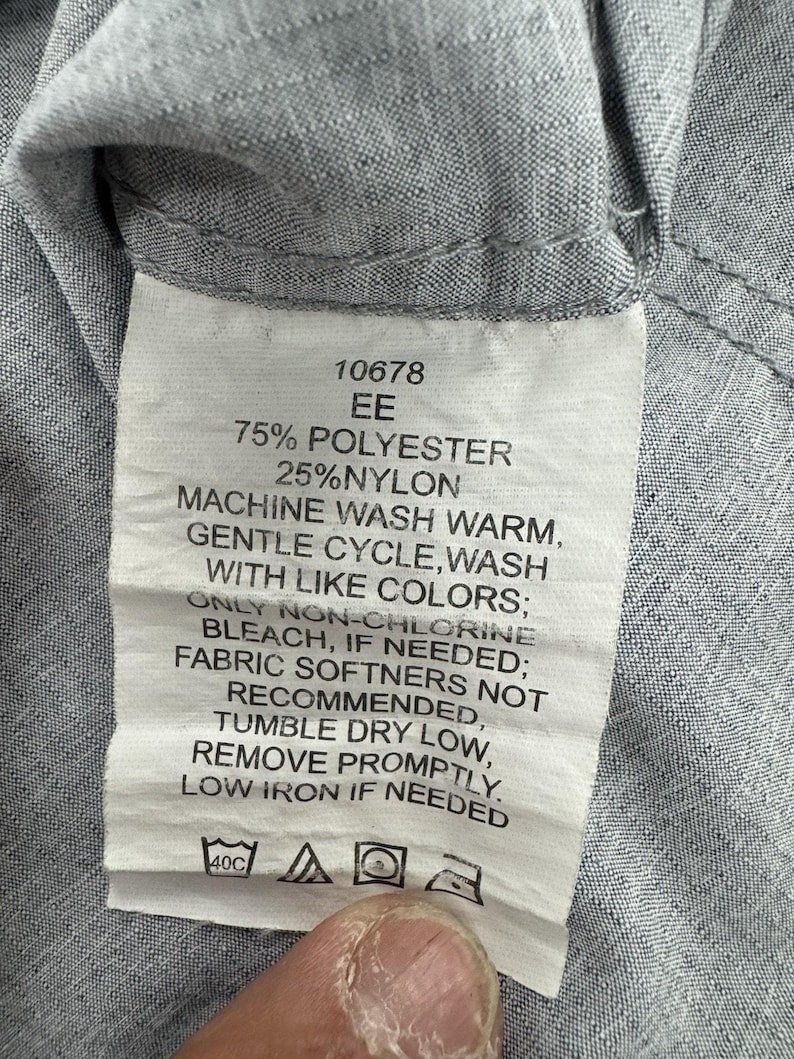 10678
EE
75% POLYESTER
25%NYLON
MACHINE WASH WARM,
GENTLE CYCLE,WASH
WITH LIKE COLORS;
ONLY NON-CHLORINE
BLEACH, IF NEEDED;
FABRIC SOFTNERS NOT
RECOMMENDED,
TUMBLE DRY LOW,
REMOVE PROMPTLY.
LOW IRON IF NEEDED
40C